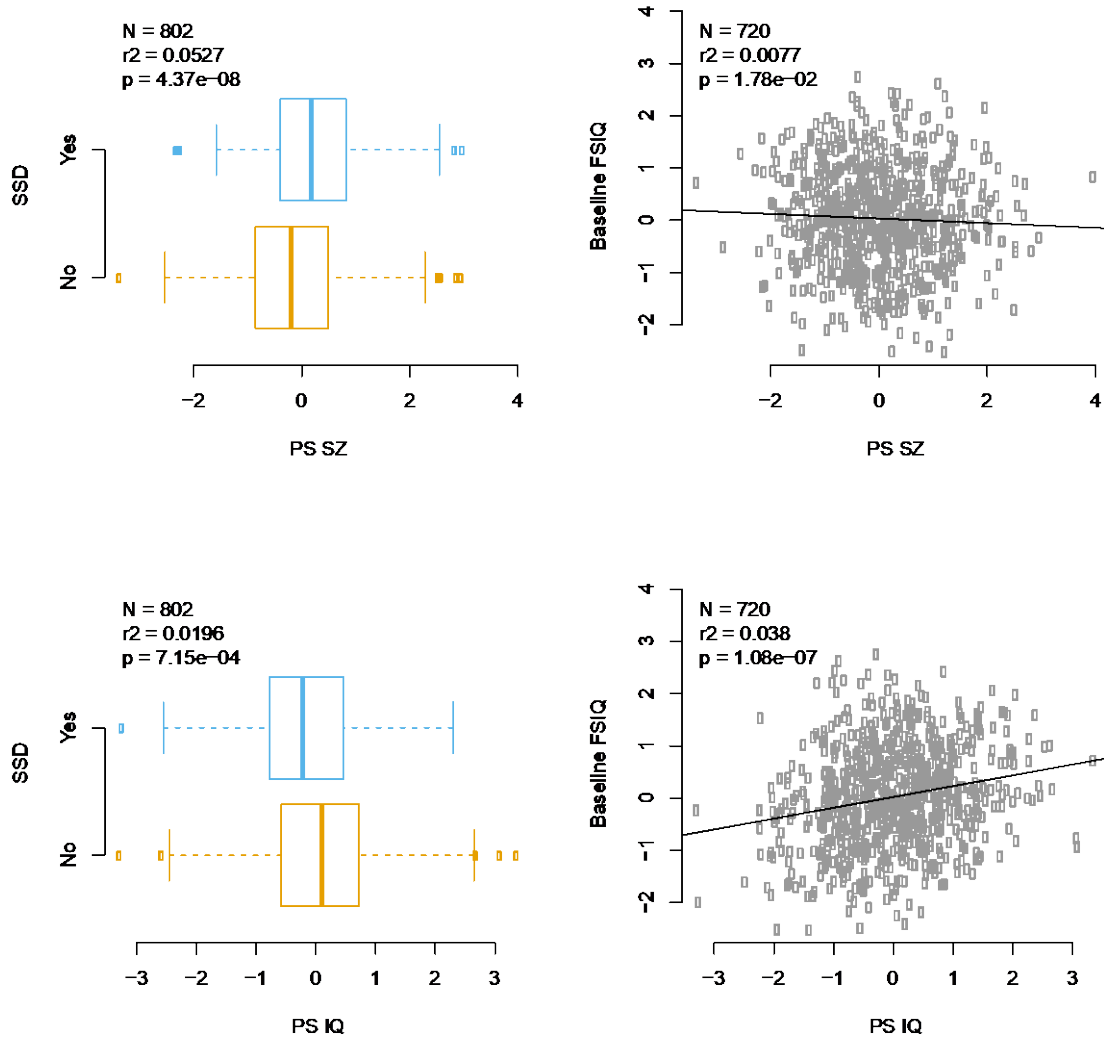 N = 802
r2 = 0.0527
p = 4.37e−08
SSD
Yes
No
−2 0 2 4
PS SZ
N = 720
r2 = 0.0077
p = 1.78e−02
Baseline FSIQ
4
3
2
1
0
−1
−2
−2 0 2 4
PS SZ
N = 802
r2 = 0.0196
p = 7.15e−04
SSD
Yes
No
−3 −2 −1 0 1 2 3
PS IQ
N = 720
r2 = 0.038
p = 1.08e−07
Baseline FSIQ
4
3
2
1
0
−1
−2
−3 −2 −1 0 1 2 3
PS IQ